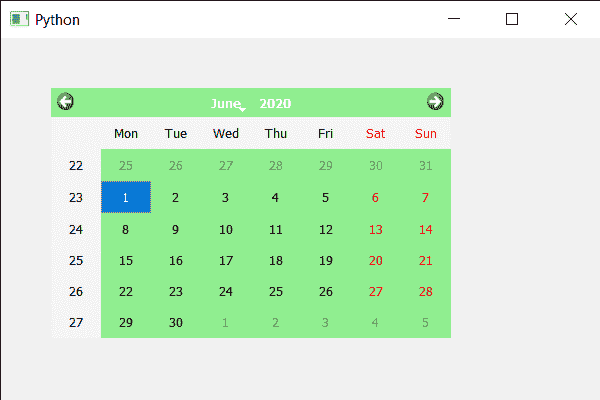 Python
June 2020
Mon Tue Wed Thu Fri Sat Sun
22 25 26 27 28 29 30 31
23 1 2 3 4 5 6 7
24 8 9 10 11 12 13 14
25 15 16 17 18 19 20 21
26 22 23 24 25 26 27 28
27 29 30 1 2 3 4 5